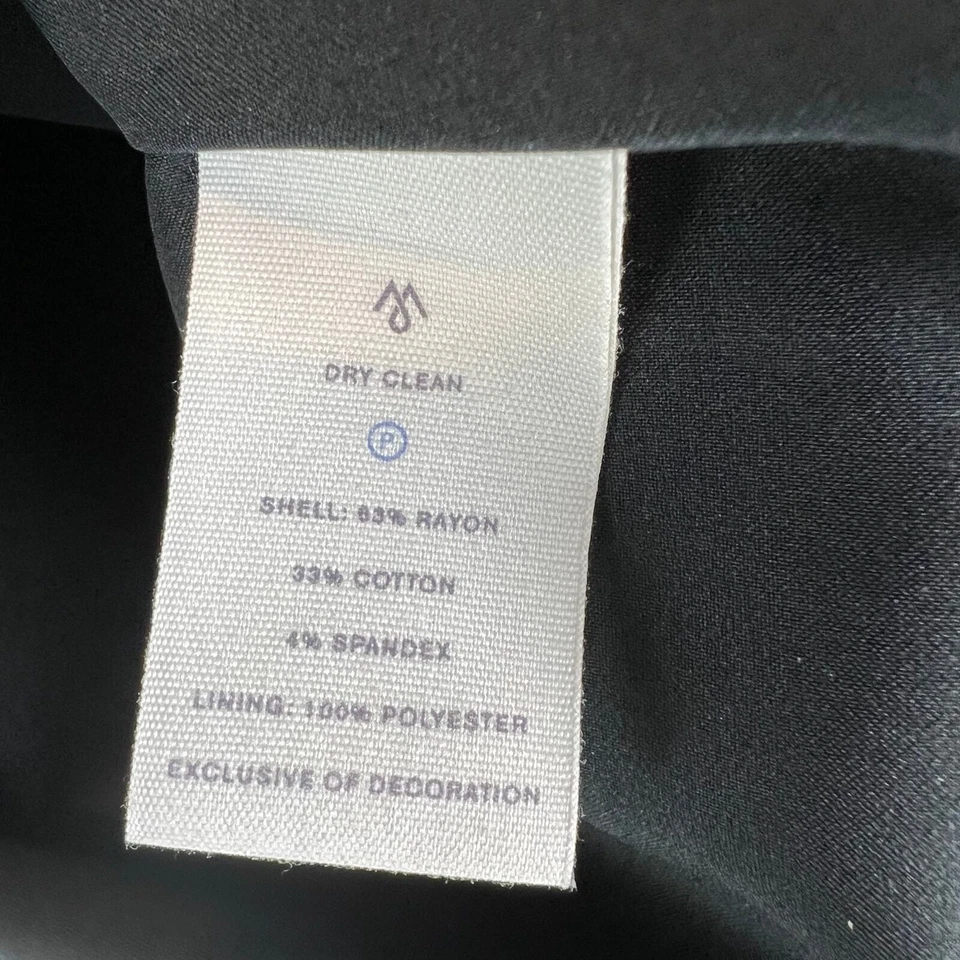 DRY CLEAN
P
SHELL: 63% RAYON
33% COTTON
4% SPANDEX
LINING: 100% POLYESTER
EXCLUSIVE OF DECORATION